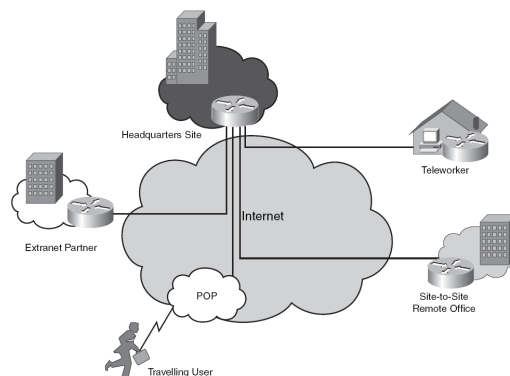 Headquarters Site
Teleworker
Internet
Extranet Partner
POP
Site-to-Site
Remote Office
Travelling User